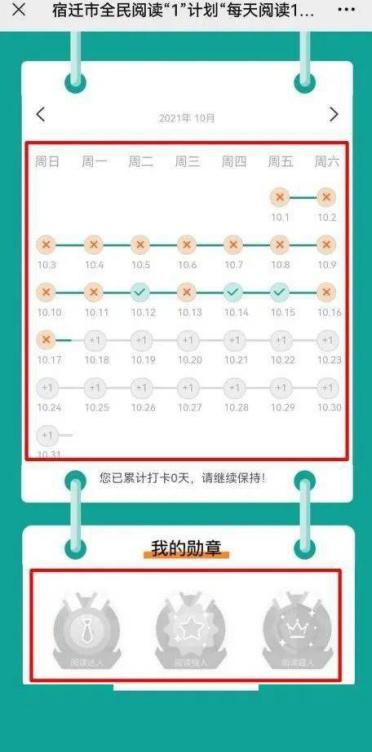 宿迁市全民阅读“1”计划“每天阅读1...
2021年 10月
周日 周一 周二 周三 周四 周五 周六
10.1 10.2
10.3 10.4 10.5 10.6 10.7 10.8 10.9
10.10 10.11 10.12 10.13 10.14 10.15 10.16
+1 +1 +1 +1 +1 +1
10.17 10.18 10.19 10.20 10.21 10.22 10.23
+1 +1 +1 +1 +1 +1 +1
10.24 10.25 10.26 10.27 10.28 10.29 10.30
+1
10.31
您已累计打卡0天，请继续保持！
我的勋章
阅读达人 阅读强人 阅读超人